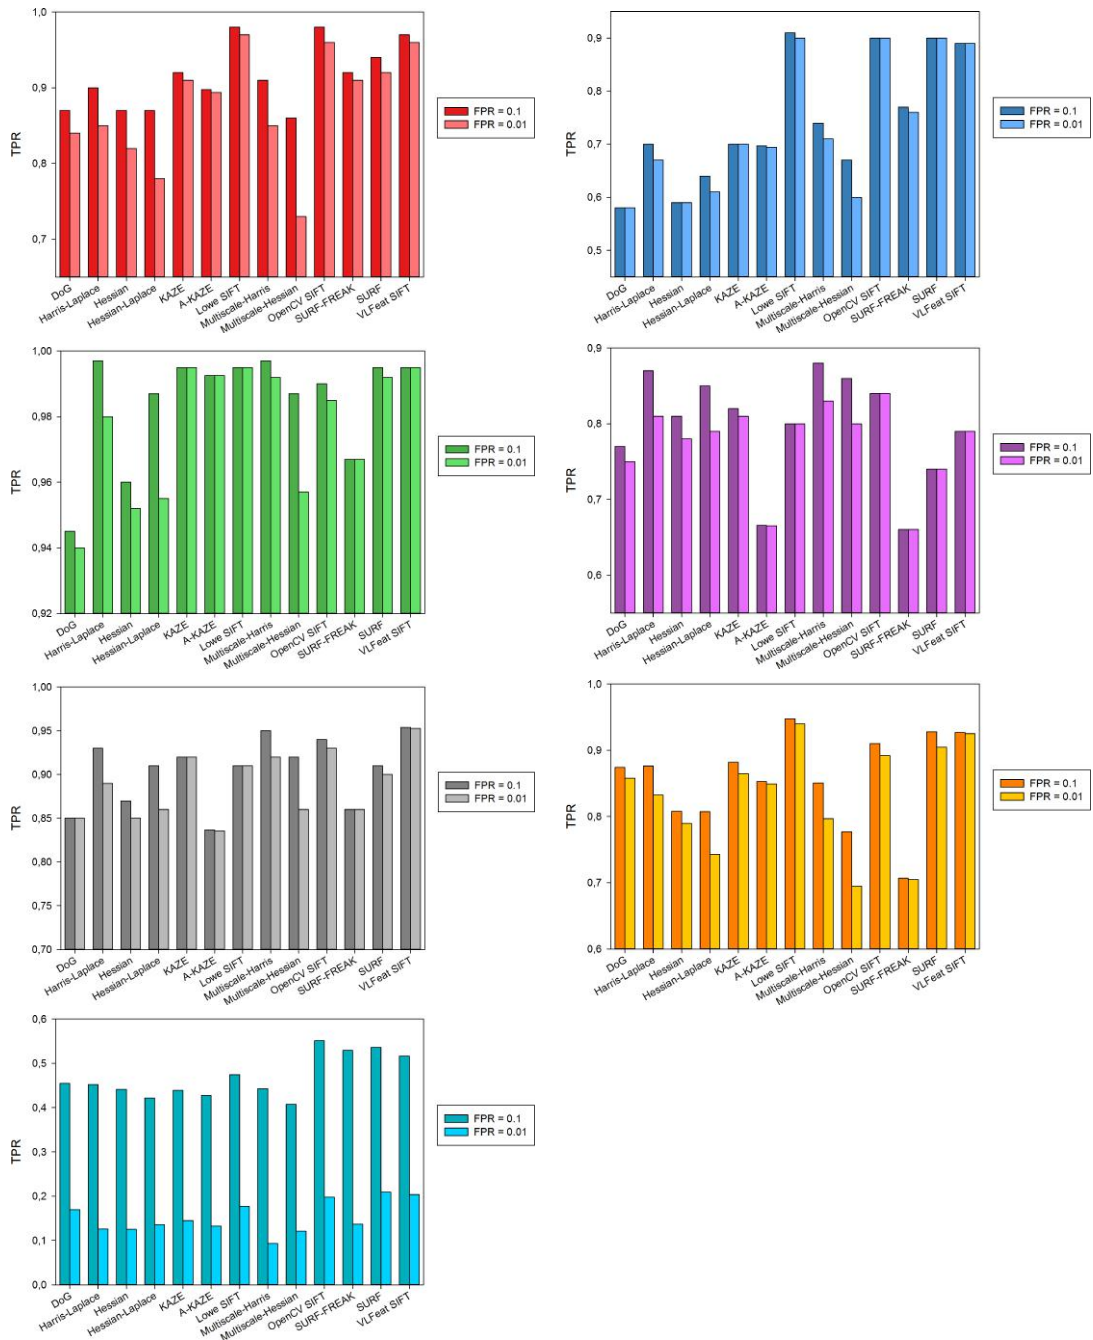 1,0
0,9
0,8
0,7
TPR
DoG
Harris-Laplace
Hessian
Hessian-Laplace
KAZE
A-KAZE
Lowe SIFT
Multiscale-Harris
Multiscale-Hessian
OpenCV SIFT
SURF-FREAK
SURF
VLFeat SIFT
FPR = 0.1
FPR = 0.01
0,9
0,8
0,7
0,6
0,5
TPR
DoG
Harris-Laplace
Hessian
Hessian-Laplace
KAZE
A-KAZE
Lowe SIFT
Multiscale-Harris
Multiscale-Hessian
OpenCV SIFT
SURF-FREAK
SURF
VLFeat SIFT
FPR = 0.1
FPR = 0.01
1,00
0,98
0,96
0,94
0,92
TPR
DoG
Harris-Laplace
Hessian
Hessian-Laplace
KAZE
A-KAZE
Lowe SIFT
Multiscale-Harris
Multiscale-Hessian
OpenCV SIFT
SURF-FREAK
SURF
VLFeat SIFT
FPR = 0.1
FPR = 0.01
0,9
0,8
0,7
0,6
TPR
DoG
Harris-Laplace
Hessian
Hessian-Laplace
KAZE
A-KAZE
Lowe SIFT
Multiscale-Harris
Multiscale-Hessian
OpenCV SIFT
SURF-FREAK
SURF
VLFeat SIFT
FPR = 0.1
FPR = 0.01
1,00
0,95
0,90
0,85
0,80
0,75
0,70
TPR
DoG
Harris-Laplace
Hessian
Hessian-Laplace
KAZE
A-KAZE
Lowe SIFT
Multiscale-Harris
Multiscale-Hessian
OpenCV SIFT
SURF-FREAK
SURF
VLFeat SIFT
FPR = 0.1
FPR = 0.01
1,0
0,9
0,8
0,7
0,6
TPR
DoG
Harris-Laplace
Hessian
Hessian-Laplace
KAZE
A-KAZE
Lowe SIFT
Multiscale-Harris
Multiscale-Hessian
OpenCV SIFT
SURF-FREAK
SURF
VLFeat SIFT
FPR = 0.1
FPR = 0.01
0,6
0,5
0,4
0,3
0,2
0,1
0,0
TPR
DoG
Harris-Laplace
Hessian
Hessian-Laplace
KAZE
A-KAZE
Lowe SIFT
Multiscale-Harris
Multiscale-Hessian
OpenCV SIFT
SURF-FREAK
SURF
VLFeat SIFT
FPR = 0.1
FPR = 0.01